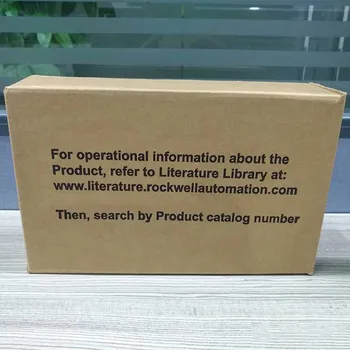 For operational information about the
Product, refer to Literature Library at:
www.literature.rockwellautomation.com
Then, search by Product catalog number